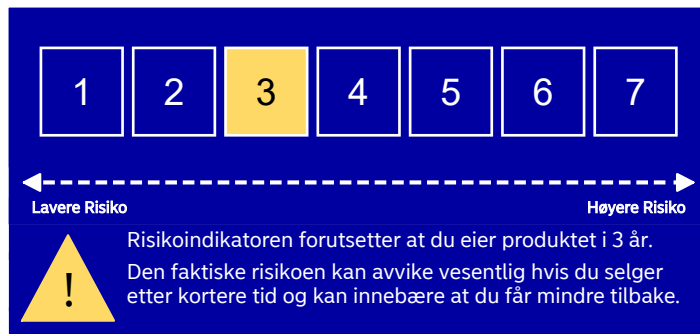 1 2 3 4 5 6 7
Lavere Risiko Høyere Risiko
Risikoindikatoren forutsetter at du eier produktet i 3 år.
Den faktiske risikoen kan avvike vesentlig hvis du selger
etter kortere tid og kan innebære at du får mindre tilbake.
!